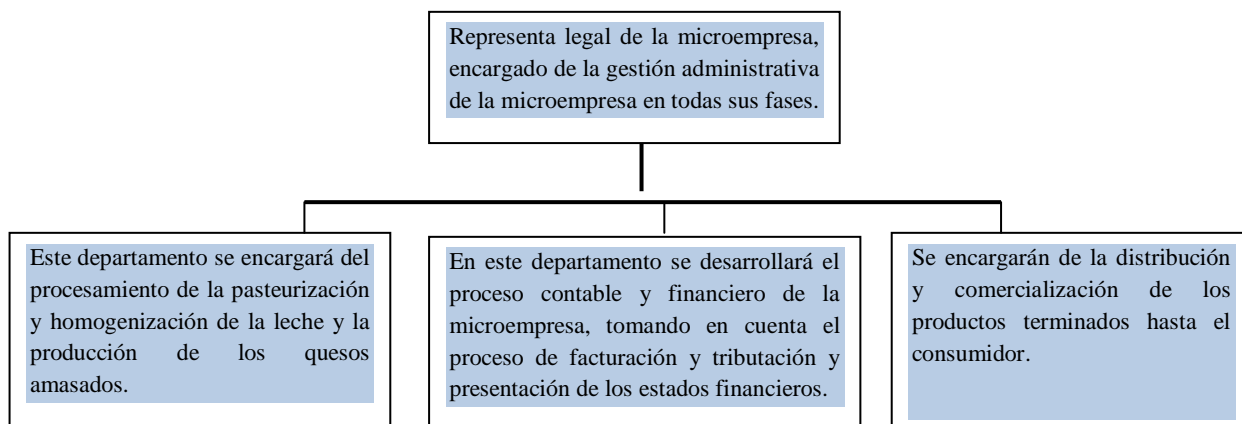 Representa legal de la microempresa,
encargado de la gestión administrativa
de la microempresa en todas sus fases.
Este departamento se encargará del
procesamiento de la pasteurización
y homogenización de la leche y la
producción de los quesos
amasados.
En este departamento se desarrollará el
proceso contable y financiero de la
microempresa, tomando en cuenta el
proceso de facturación y tributación y
presentación de los estados financieros.
Se encargarán de la distribución
y comercialización de los
productos terminados hasta el
consumidor.